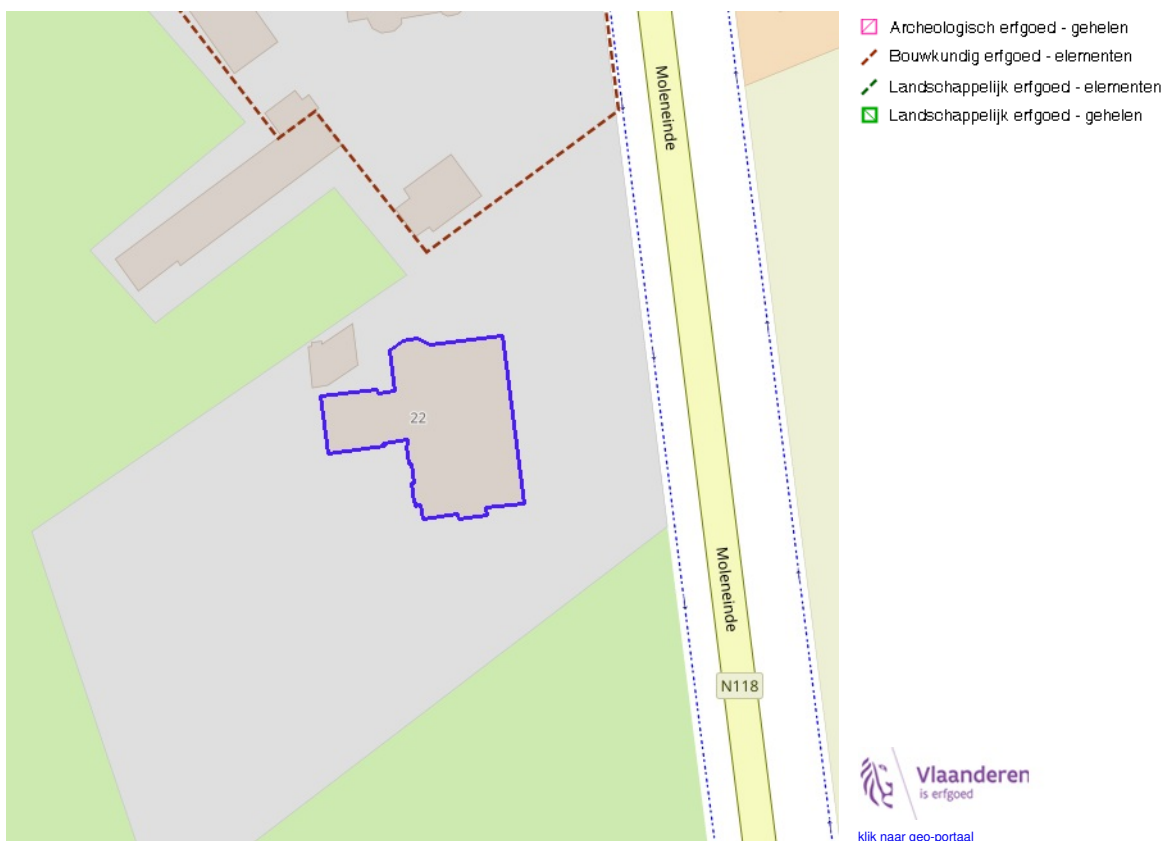 Archeologisch erfgoed - gehelen
Bouwkundig erfgoed - elementen
Landschappelijk erfgoed - elementen
Landschappelijk erfgoed - gehelen
Moleneinde
22
Moleneinde
N118
Vlaanderen
is erfgoed
klik naar geo-portaal